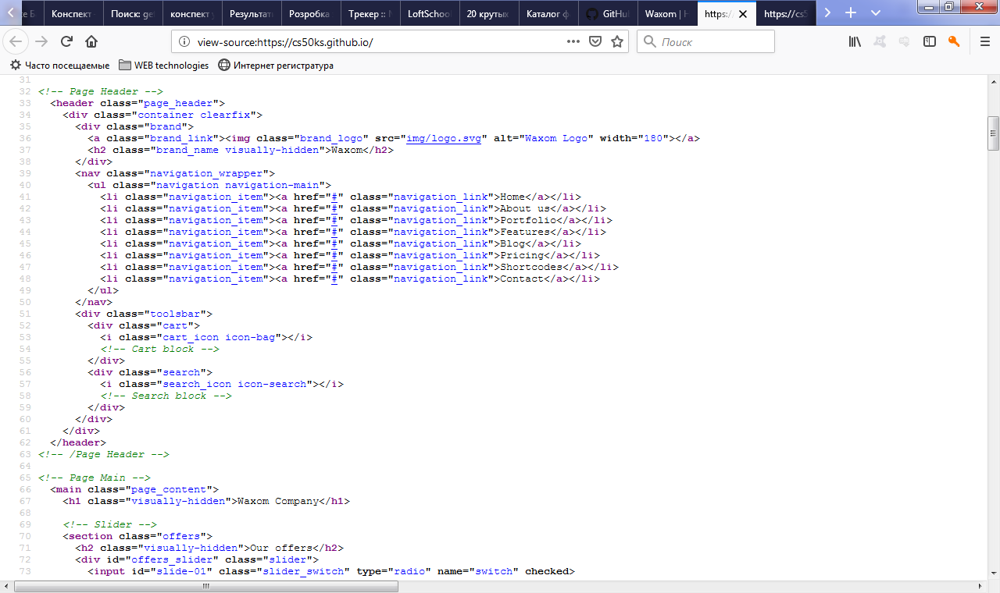 Конспект
Поиск: ge
конспект у
Результати
Розробка
Трекер ::
LoftSchool
20 крутых
Каталог ф
GitHu
Waxom | H
https:/
https://cs5
view-source:https://cs50ks.github.io/
Поиск
Часто посещаемые WEB technologies Интернет регистратура
31
32 <!-- Page Header -->
33 <header class="page_header">
34 <div class="container clearfix">
35 <div class="brand">
36 <a class="brand_link"><img class="brand_logo" src="img/logo.svg" alt="Waxom Logo" width="180"></a>
37 <h2 class="brand_name visually-hidden">Waxom</h2>
38 </div>
39 <nav class="navigation_wrapper">
40 <ul class="navigation navigation-main">
41 <li class="navigation_item"><a href="#" class="navigation_link">Home</a></li>
42 <li class="navigation_item"><a href="#" class="navigation_link">About us</a></li>
43 <li class="navigation_item"><a href="#" class="navigation_link">Portfolio</a></li>
44 <li class="navigation_item"><a href="#" class="navigation_link">Features</a></li>
45 <li class="navigation_item"><a href="#" class="navigation_link">Blog</a></li>
46 <li class="navigation_item"><a href="#" class="navigation_link">Pricing</a></li>
47 <li class="navigation_item"><a href="#" class="navigation_link">Shortcodes</a></li>
48 <li class="navigation_item"><a href="#" class="navigation_link">Contact</a></li>
49 </ul>
50 </nav>
51 <div class="toolsbar">
52 <div class="cart">
53 <i class="cart_icon icon-bag"></i>
54 <!-- Cart block -->
55 </div>
56 <div class="search">
57 <i class="search_icon icon-search"></i>
58 <!-- Search block -->
59 </div>
60 </div>
61 </div>
62 </header>
63 <!-- /Page Header -->
64
65 <!-- Page Main -->
66 <main class="page_content">
67 <h1 class="visually-hidden">Waxom Company</h1>
68
69 <!-- Slider -->
70 <section class="offers">
71 <h2 class="visually-hidden">Our offers</h2>
72 <div id="offers_slider" class="slider">
73 <input id="slide-01" class="slider_switch" type="radio" name="switch" checked>